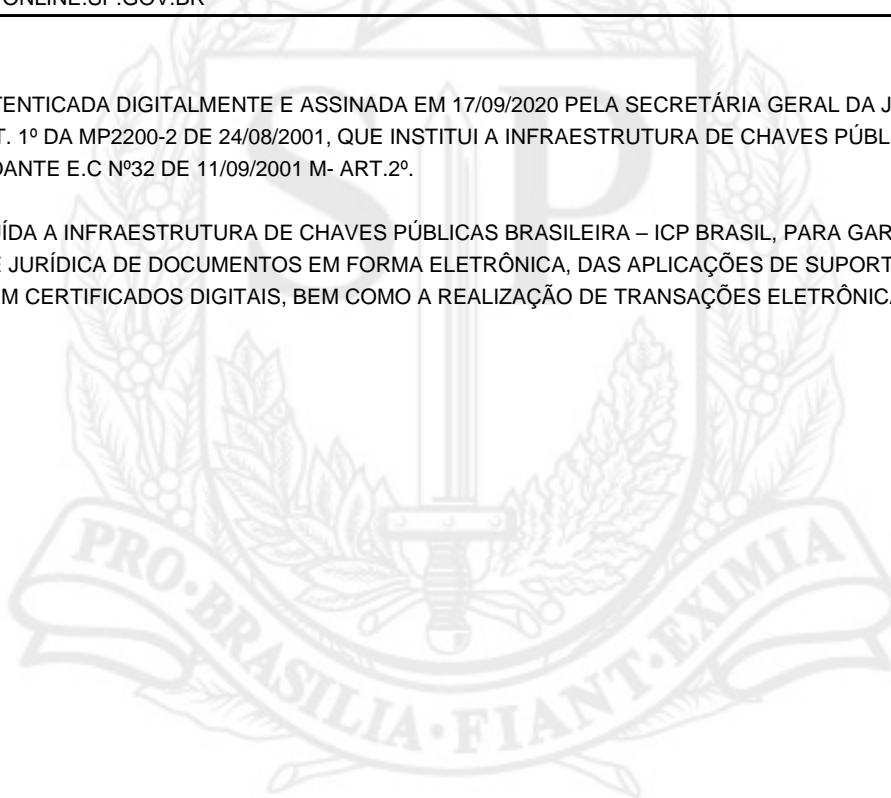 ONLINE.SP.GOV.BR
TENTICADA DIGITALMENTE E ASSINADA EM 17/09/2020 PELA SECRETÁRIA GERAL DA J
T. 1º DA MP2200-2 DE 24/08/2001, QUE INSTITUI A INFRAESTRUTURA DE CHAVES PÚBL
DANTE E.C Nº32 DE 11/09/2001 M- ART.2º.
ÍDA A INFRAESTRUTURA DE CHAVES PÚBLICAS BRASILEIRA – ICP BRASIL, PARA GAR
E JURÍDICA DE DOCUMENTOS EM FORMA ELETRÔNICA, DAS APLICAÇÕES DE SUPORT
M CERTIFICADOS DIGITAIS, BEM COMO A REALIZAÇÃO DE TRANSAÇÕES ELETRÔNICA
SP
PRO·BRASILIA·FIANT·EXIMIA